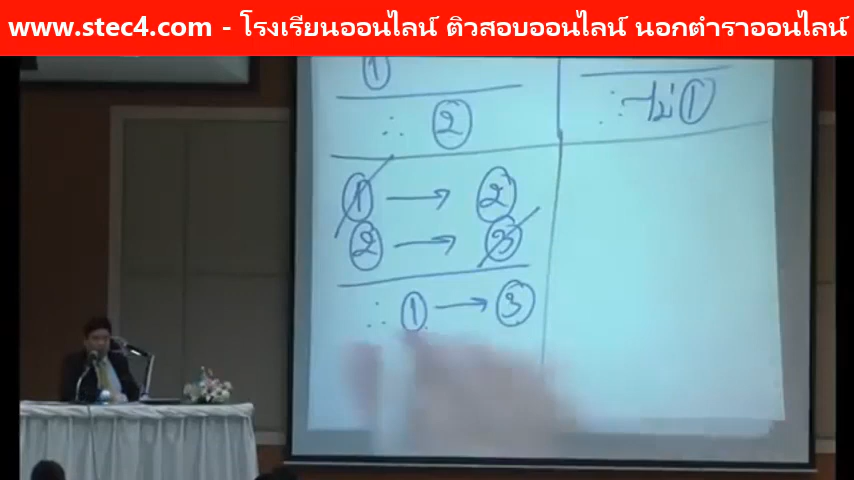 www.stec4.com - โรงเรียนออนไลน์ ติวสอบออนไลน์ นอกตำราออนไลน์
1
∴ 2
∴ ไม่ 1
1 → 2
2 → 3
∴ 1 → 3